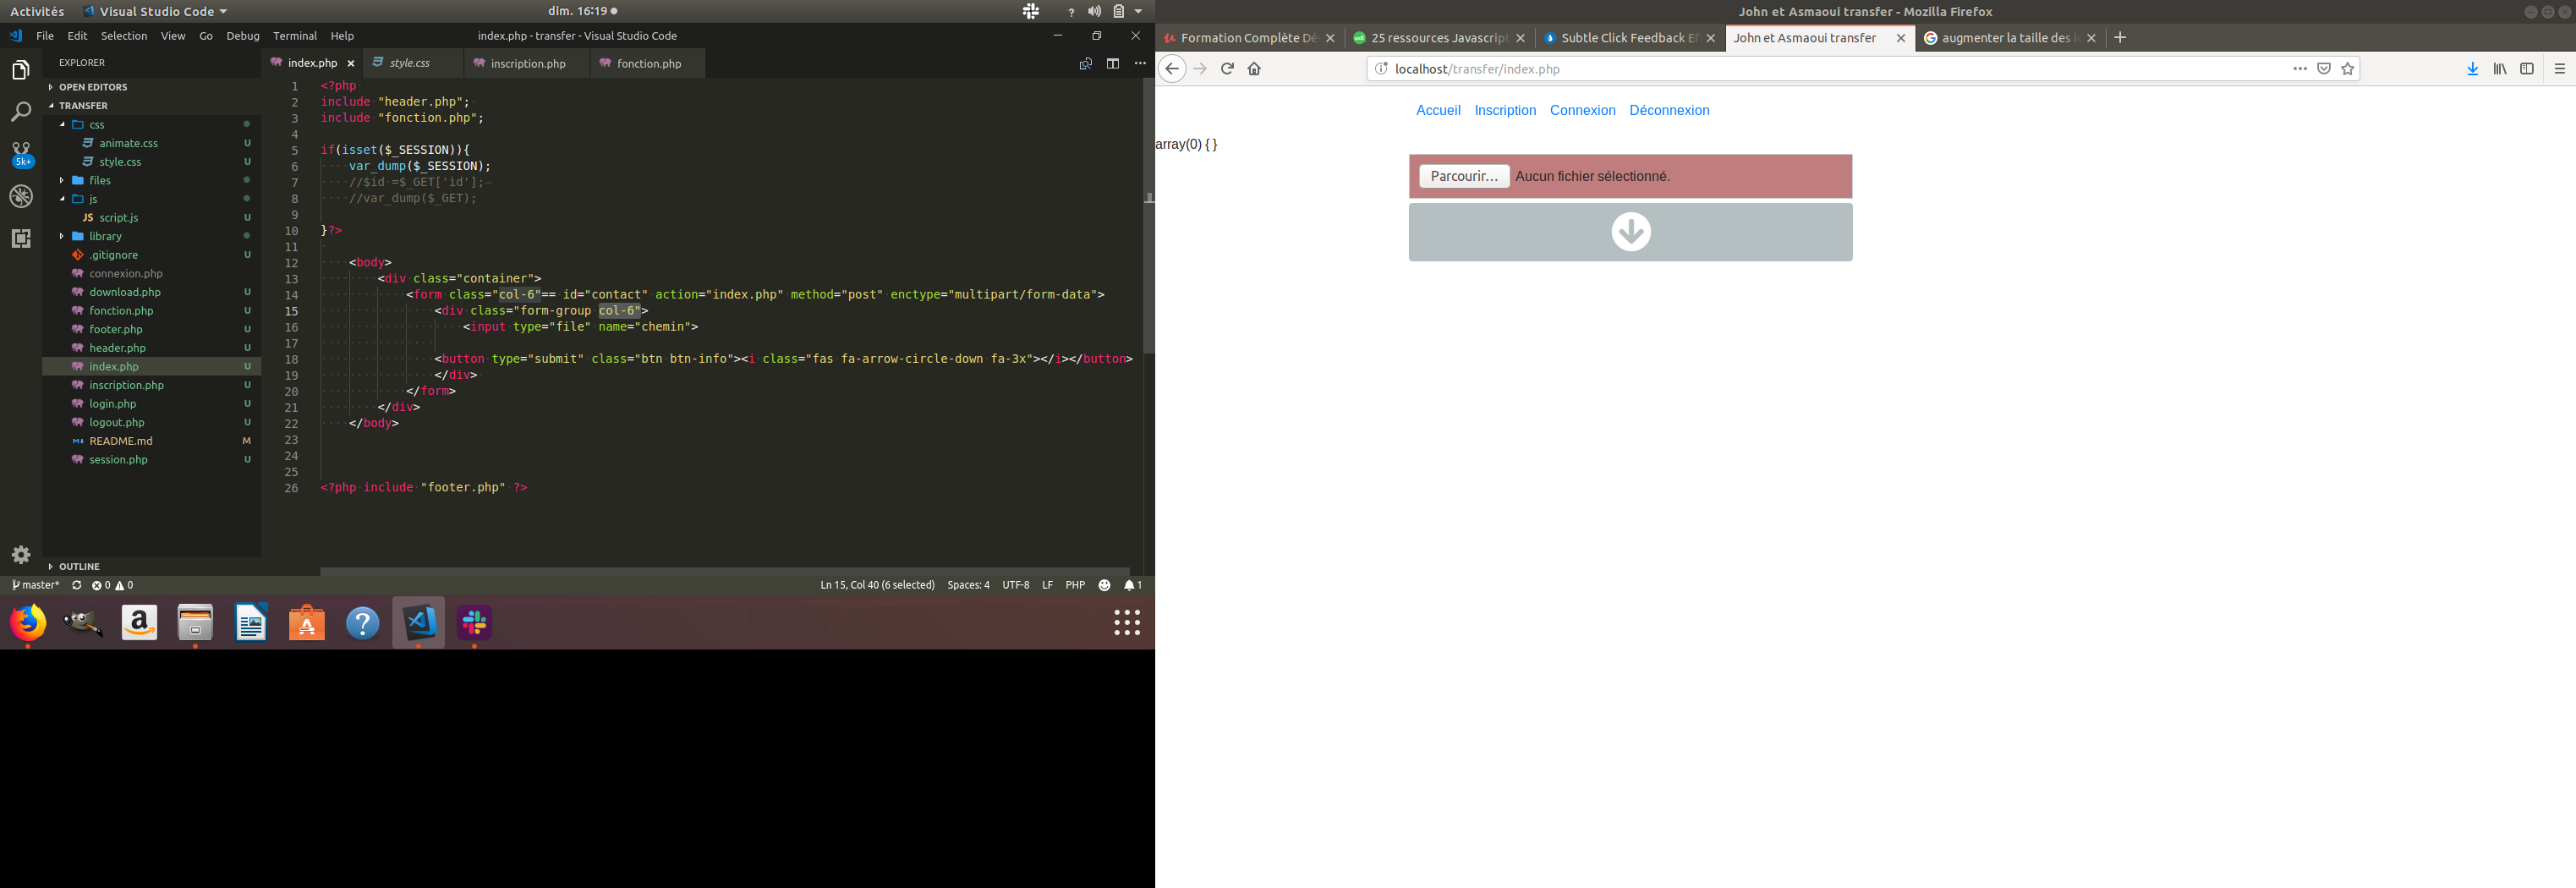 Activités
Visual Studio Code
dim. 16:19
?
File Edit Selection View Go Debug Terminal Help
index.php - transfer - Visual Studio Code
EXPLORER
OPEN EDITORS
TRANSFER
css
animate.css U
style.css U
files
js
JS script.js U
library
.gitignore U
connexion.php
download.php U
fonction.php U
footer.php U
header.php U
index.php U
inscription.php U
login.php U
logout.php U
README.md M
session.php U
OUTLINE
5k+
index.php
style.css
inscription.php
fonction.php
1 <?php
2 include "header.php";
3 include "fonction.php";
4
5 if(isset($_SESSION)){
6 var_dump($_SESSION);
7 //$id =$_GET['id'];
8 //var_dump($_GET);
9
10 }?>
11
12 <body>
13 <div class="container">
14 <form class="col-6"== id="contact" action="index.php" method="post" enctype="multipart/form-data">
15 <div class="form-group col-6">
16 <input type="file" name="chemin">
17
18 <button type="submit" class="btn btn-info"><i class="fas fa-arrow-circle-down fa-3x"></i></button>
19 </div>
20 </form>
21 </div>
22 </body>
23
24
25
26 <?php include "footer.php" ?>
master* 0 0
Ln 15, Col 40 (6 selected) Spaces: 4 UTF-8 LF PHP 1
a
A
?
John et Asmaoui transfer - Mozilla Firefox
Formation Complète Dé
25 ressources Javascript
Subtle Click Feedback Ef
John et Asmaoui transfer
augmenter la taille des ic
localhost/transfer/index.php
Accueil Inscription Connexion Déconnexion
array(0) { }
Parcourir... Aucun fichier sélectionné.